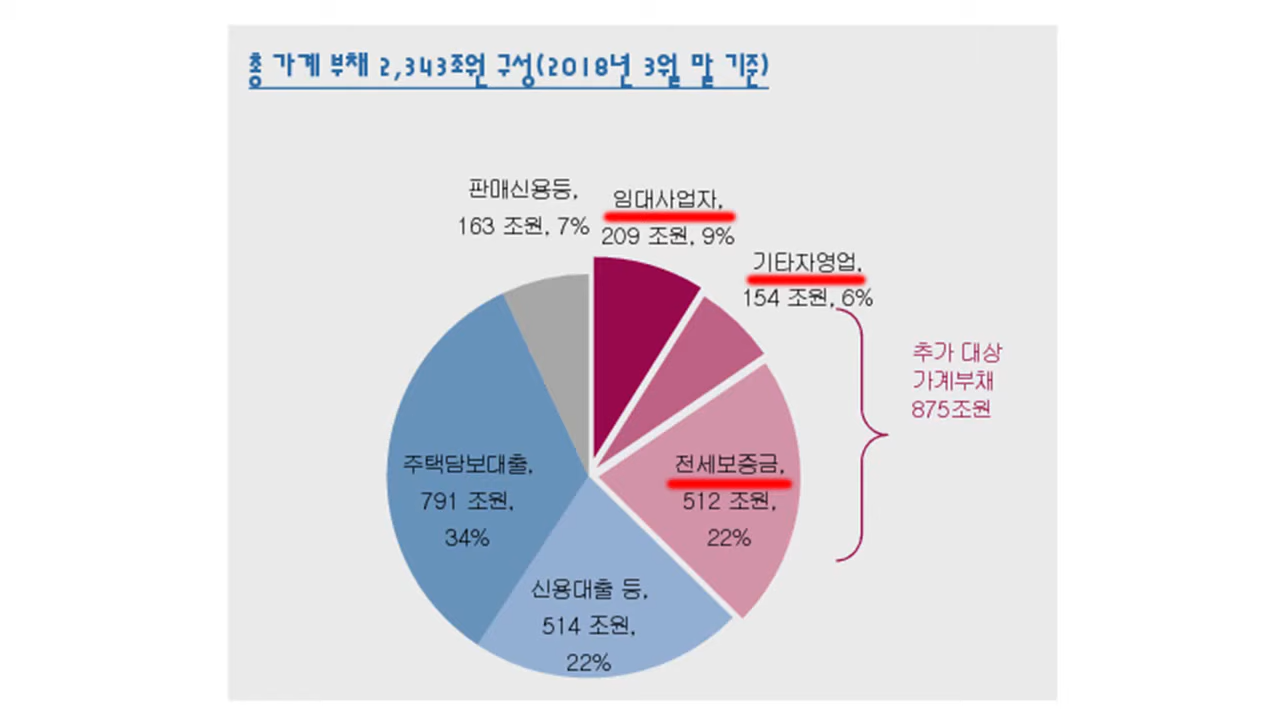 총 가계 부채 2,343조원 구성(2018년 3월 말 기준)
판매신용등,
163 조원, 7%
임대사업자,
209 조원, 9%
기타자영업,
154 조원, 6%
추가 대상
가계부채
875조원
전세보증금,
512 조원,
22%
주택담보대출,
791 조원,
34%
신용대출 등,
514 조원,
22%